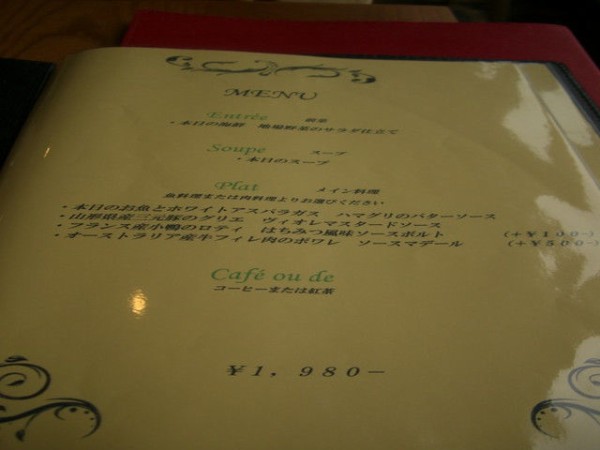 MENU
Entrée 前菜
・本日の海鮮 地場野菜のサラダ仕立て
Soupe スープ
・本日のスープ
Plat メイン料理
魚料理または肉料理よりお選びください
・本日のお魚とホワイトアスパラガス ハマグリのバターソース
・山形県産三元豚のグリエ ヴィオレマスタードソース
・フランス産小鴨のロティ はちみつ風味ソースポルト (+¥100-)
・オーストラリア産牛フィレ肉のポワレ ソースマデール (+¥500-)
Café ou de
コーヒーまたは紅茶
¥1,980-